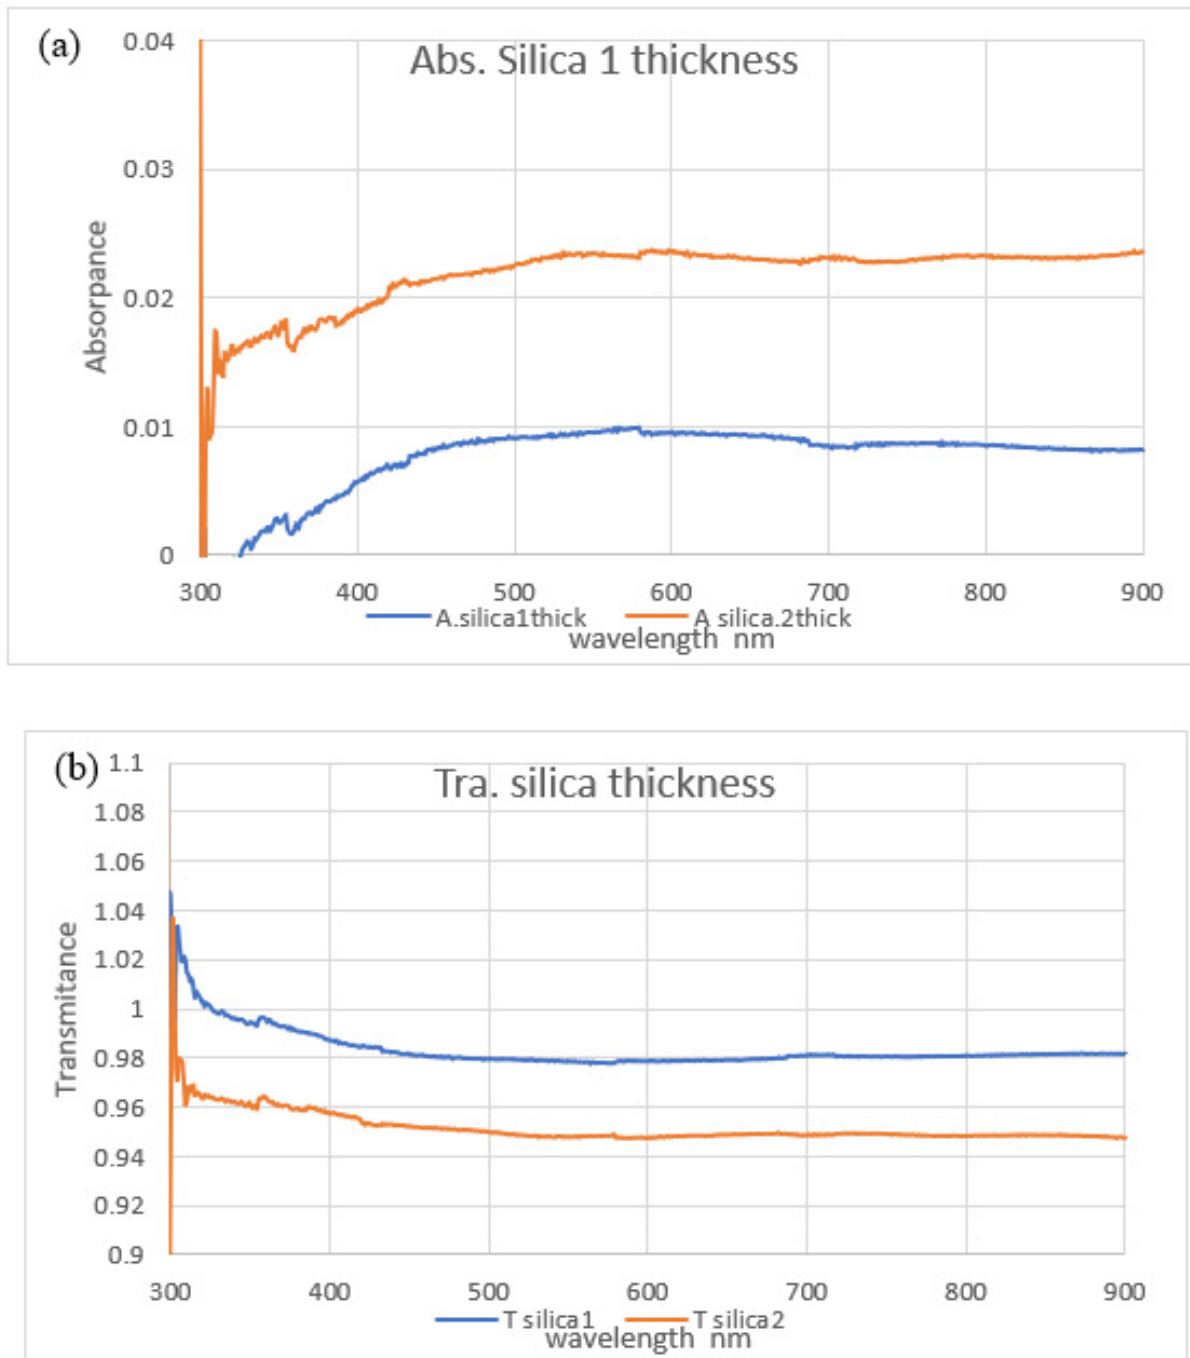 (a)
Abs. Silica 1 thickness
0.04
0.03
0.02
0.01
0
Absorpance
300 400 500 600 700 800 900
A.silica1thick A silica.2thick
wavelength nm
(b)
Tra. silica thickness
1.1
1.08
1.06
1.04
1.02
1
0.98
0.96
0.94
0.92
0.9
Transmitance
300 400 500 600 700 800 900
T silica1 T silica2
wavelength nm